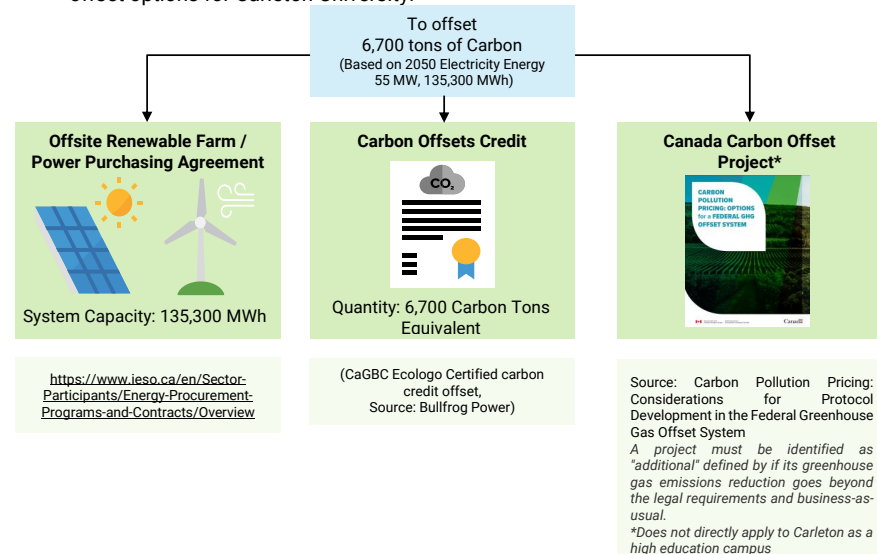 offset options for Carleton University.
To offset
6,700 tons of Carbon
(Based on 2050 Electricity Energy
55 MW, 135,300 MWh)
Offsite Renewable Farm /
Power Purchasing Agreement
System Capacity: 135,300 MWh
https://www.ieso.ca/en/Sector-
Participants/Energy-Procurement-
Programs-and-Contracts/Overview
Carbon Offsets Credit
CO₂
Quantity: 6,700 Carbon Tons
Equivalent
(CaGBC Ecologo Certified carbon
credit offset,
Source: Bullfrog Power)
Canada Carbon Offset
Project*
CARBON
POLLUTION
PRICING: OPTIONS
for a FEDERAL GHG
OFFSET SYSTEM
Canada
Source: Carbon Pollution Pricing:
Considerations for Protocol
Development in the Federal Greenhouse
Gas Offset System
A project must be identified as
"additional" defined by if its greenhouse
gas emissions reduction goes beyond
the legal requirements and business-as-
usual.
*Does not directly apply to Carleton as a
high education campus